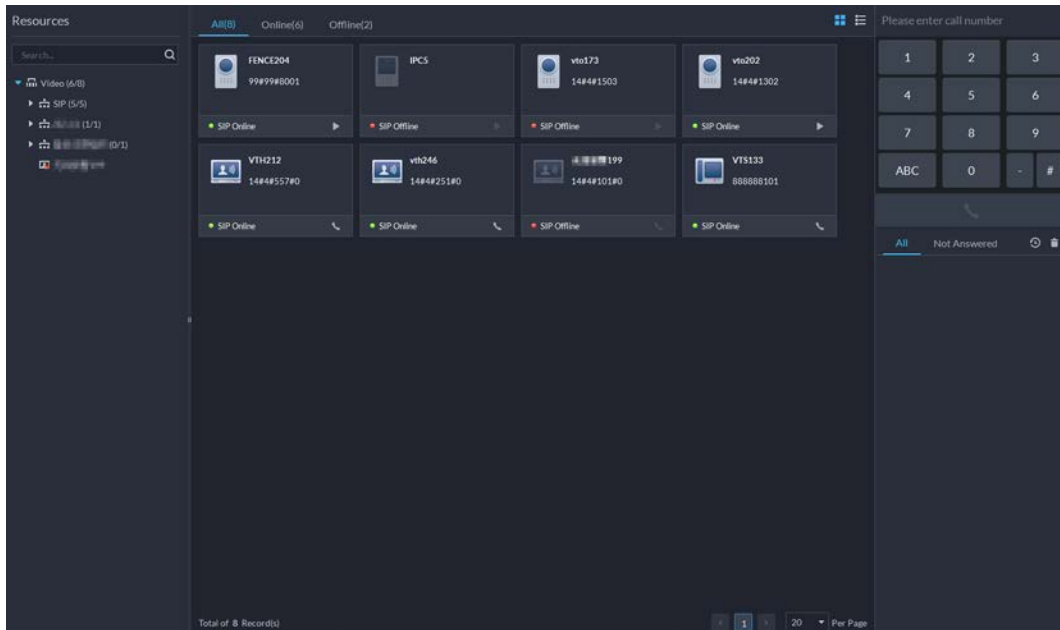 Resources
Search...
Video (6/8)
SIP (5/5)
(1/1)
(0/1)
All(8)
Online(6)
Offline(2)
FENCE204
99#99#8001
SIP Online
IPC5
SIP Offline
vto173
14#4#1503
SIP Offline
vto202
14#4#1302
SIP Online
VTH212
14#4#557#0
SIP Online
vth246
14#4#251#0
SIP Online
199
14#4#101#0
SIP Offline
VTS133
888888101
SIP Online
Total of 8 Record(s)
1
20
Per Page
Please enter call number
1 2 3
4 5 6
7 8 9
ABC 0 - #
All
Not Answered